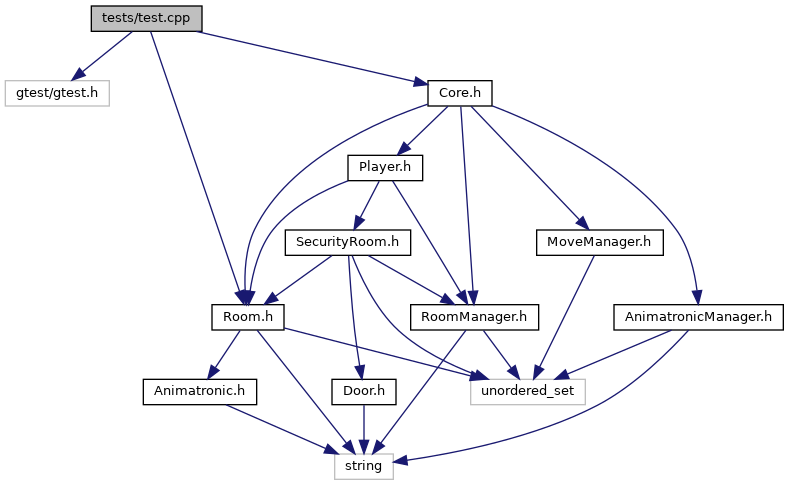 tests/test.cpp
gtest/gtest.h
Core.h
Player.h
SecurityRoom.h
MoveManager.h
Room.h
RoomManager.h
AnimatronicManager.h
Animatronic.h
Door.h
unordered_set
string